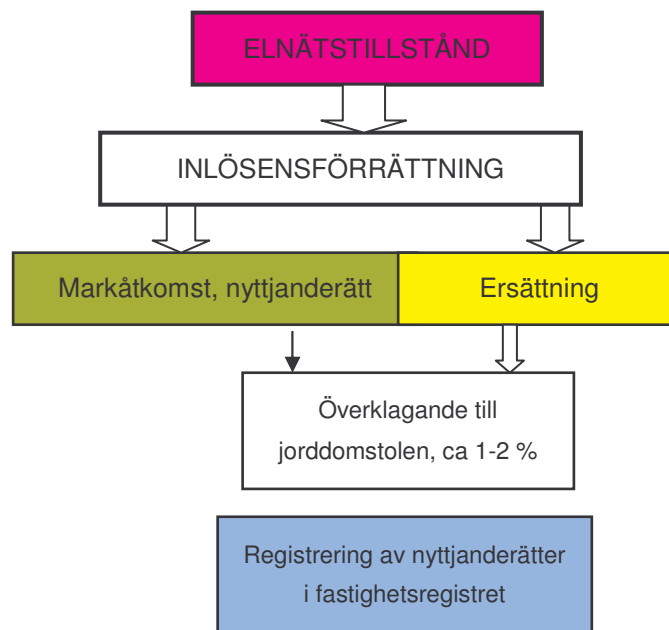 ELNÄTSTILLSTÅND
INLÖSENSFÖRRÄTTNING
Markåtkomst, nyttjanderätt
Ersättning
Överklagande till
jorddomstolen, ca 1-2 %
Registrering av nyttjanderätter
i fastighetsregistret